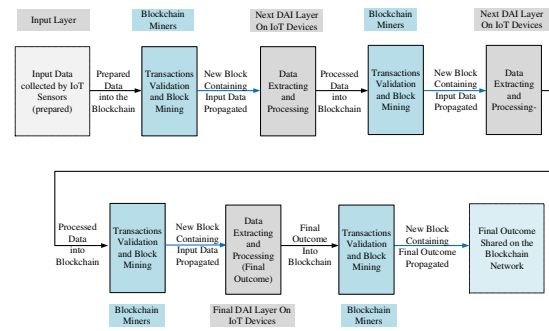 Input Layer
Blockchain
Miners
Next DAI Layer
On IoT Devices
Blockchain
Miners
Next DAI Layer
On IoT Devices
Input Data
collected by IoT
Sensors
(prepared)
Prepared
Data
into the
Blockchain
Transactions
Validation
and Block
Mining
New Block
Containing
Input Data
Propagated
Data
Extracting
and
Processing
Processed
Data
into
Blockchain
Transactions
Validation
and Block
Mining
New Block
Containing
Input Data
Propagated
Data
Extracting
and
Processing-
Processed
Data
into
Blockchain
Transactions
Validation
and Block
Mining
New Block
Containing
Input Data
Propagated
Data
Extracting
and
Processing
(Final
Outcome)
Final
Outcome
Into
Blockchain
Transactions
Validation
and Block
Mining
New Block
Containing
Final Outcome
Propagated
Final Outcome
Shared on the
Blockchain
Network
Blockchain
Miners
Final DAI Layer On
IoT Devices
Blockchain
Miners